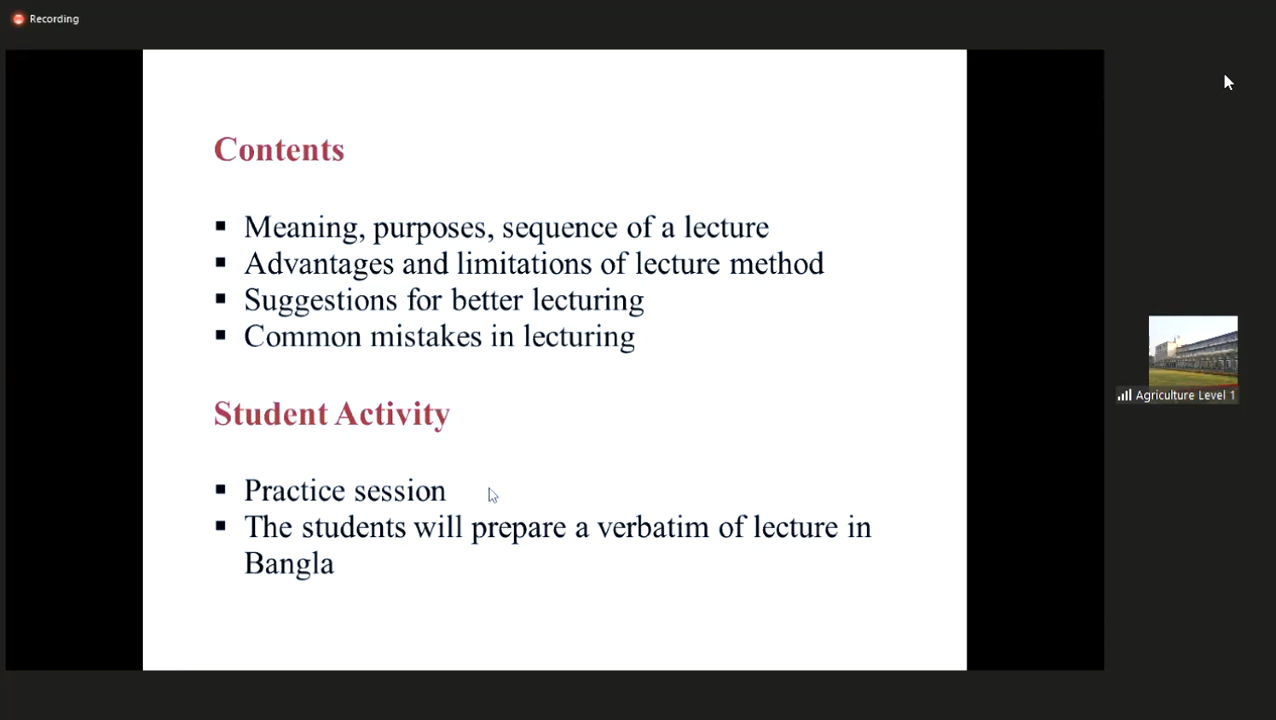 Recording
Contents
▪ Meaning, purposes, sequence of a lecture
▪ Advantages and limitations of lecture method
▪ Suggestions for better lecturing
▪ Common mistakes in lecturing
Student Activity
▪ Practice session
▪ The students will prepare a verbatim of lecture in
Bangla
Agriculture Level 1